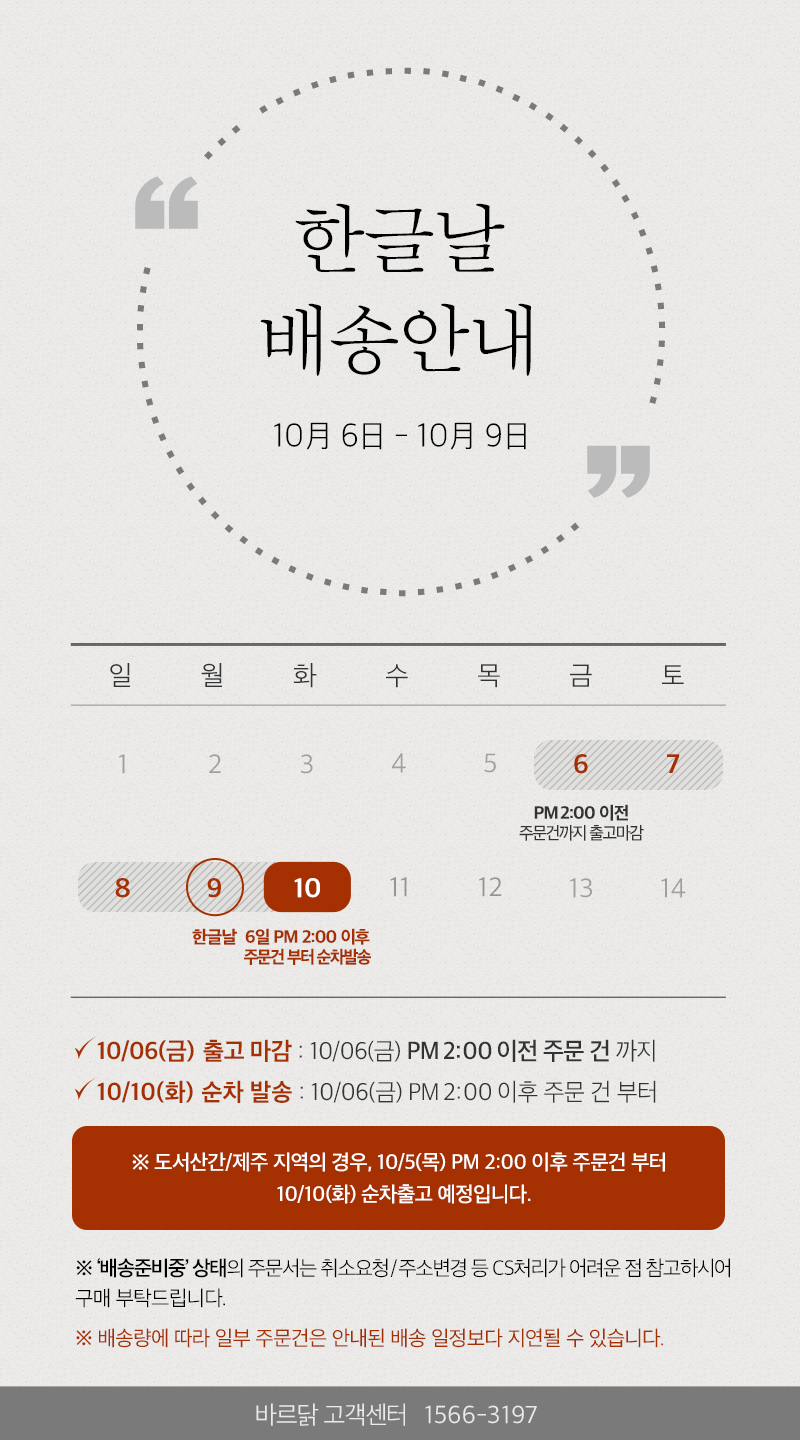 “
한글날
배송안내
10月 6日 - 10月 9日
”
일 월 화 수 목 금 토
1 2 3 4 5 6 7
PM 2:00 이전
주문건까지 출고마감
8 9 10 11 12 13 14
한글날 6일 PM 2:00 이후
주문건 부터 순차발송
✓10/06(금) 출고 마감 : 10/06(금) PM 2:00 이전 주문 건 까지
✓10/10(화) 순차 발송 : 10/06(금) PM 2:00 이후 주문 건 부터
※ 도서산간/제주 지역의 경우, 10/5(목) PM 2:00 이후 주문건 부터
10/10(화) 순차출고 예정입니다.
※ ‘배송준비중’ 상태의 주문서는 취소요청/주소변경 등 CS처리가 어려운 점 참고하시어
구매 부탁드립니다.
※ 배송량에 따라 일부 주문건은 안내된 배송 일정보다 지연될 수 있습니다.
바르닭 고객센터 1566-3197